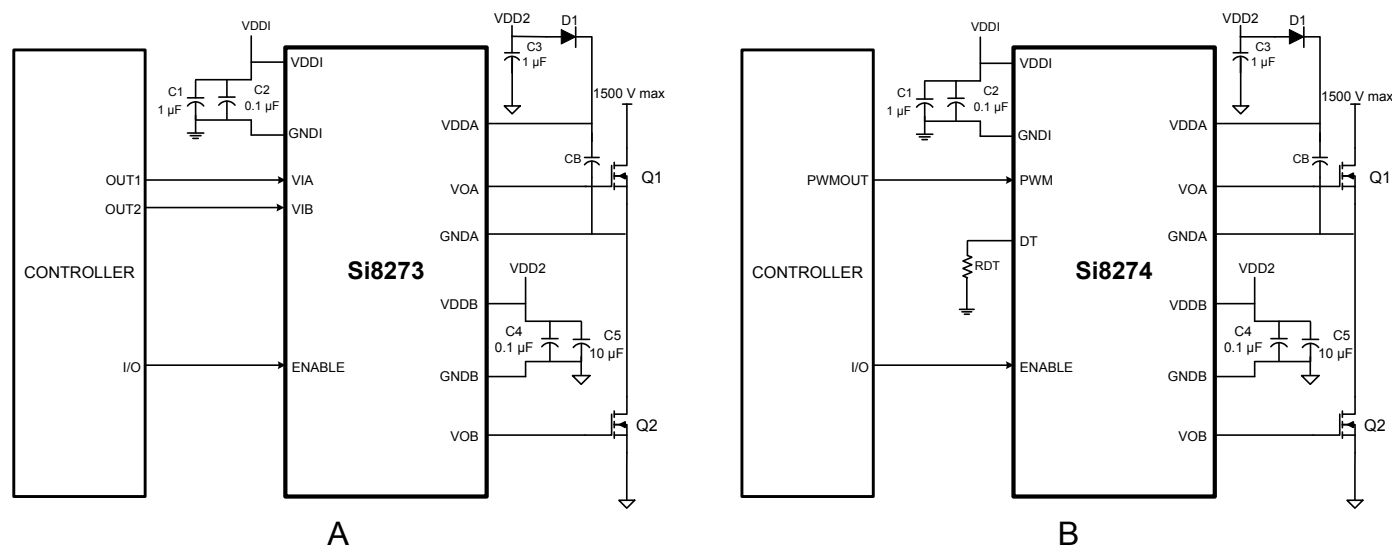 VDDI
VDDI
C1
1 µF
C2
0.1 µF
GNDI
OUT1
VIA
OUT2
VIB
CONTROLLER
I/O
ENABLE
Si8273
VDD2
D1
C3
1 µF
1500 V max
VDDA
CB
VOA
Q1
GNDA
VDD2
VDDB
C4
0.1 µF
C5
10 µF
GNDB
VOB
Q2
A
VDDI
VDDI
C1
1 µF
C2
0.1 µF
GNDI
PWMOUT
PWM
DT
RDT
CONTROLLER
I/O
ENABLE
Si8274
VDD2
D1
C3
1 µF
1500 V max
VDDA
CB
VOA
Q1
GNDA
VDD2
VDDB
C4
0.1 µF
C5
10 µF
GNDB
VOB
Q2
B